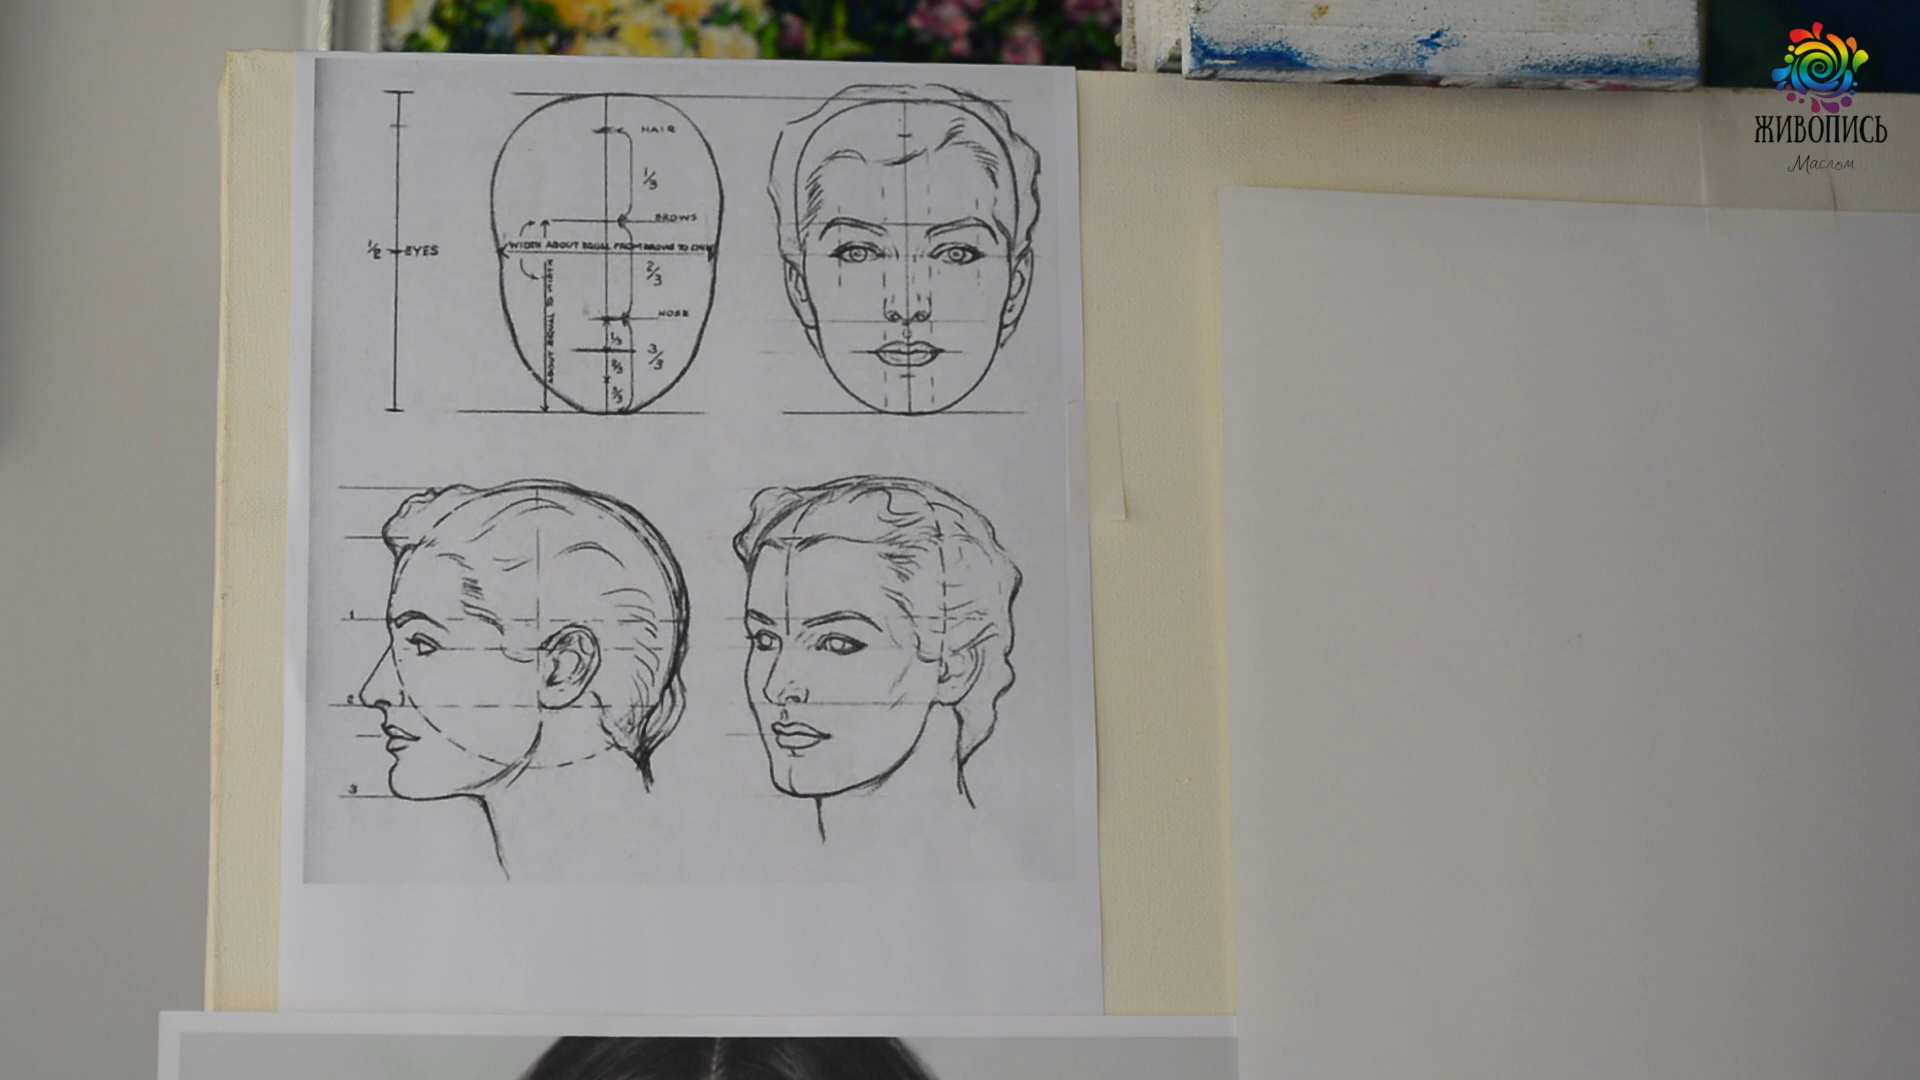 HAIR
1/3
BROWS
WIDTH ABOUT EQUAL FROM BROWS TO CHIN
1/2 EYES
2/3
ABOUT EQUAL TO WIDTH
NOSE
1/3
3/3
2/3
3/3
1
2
3
ЖИВОПИСЬ
Маслом